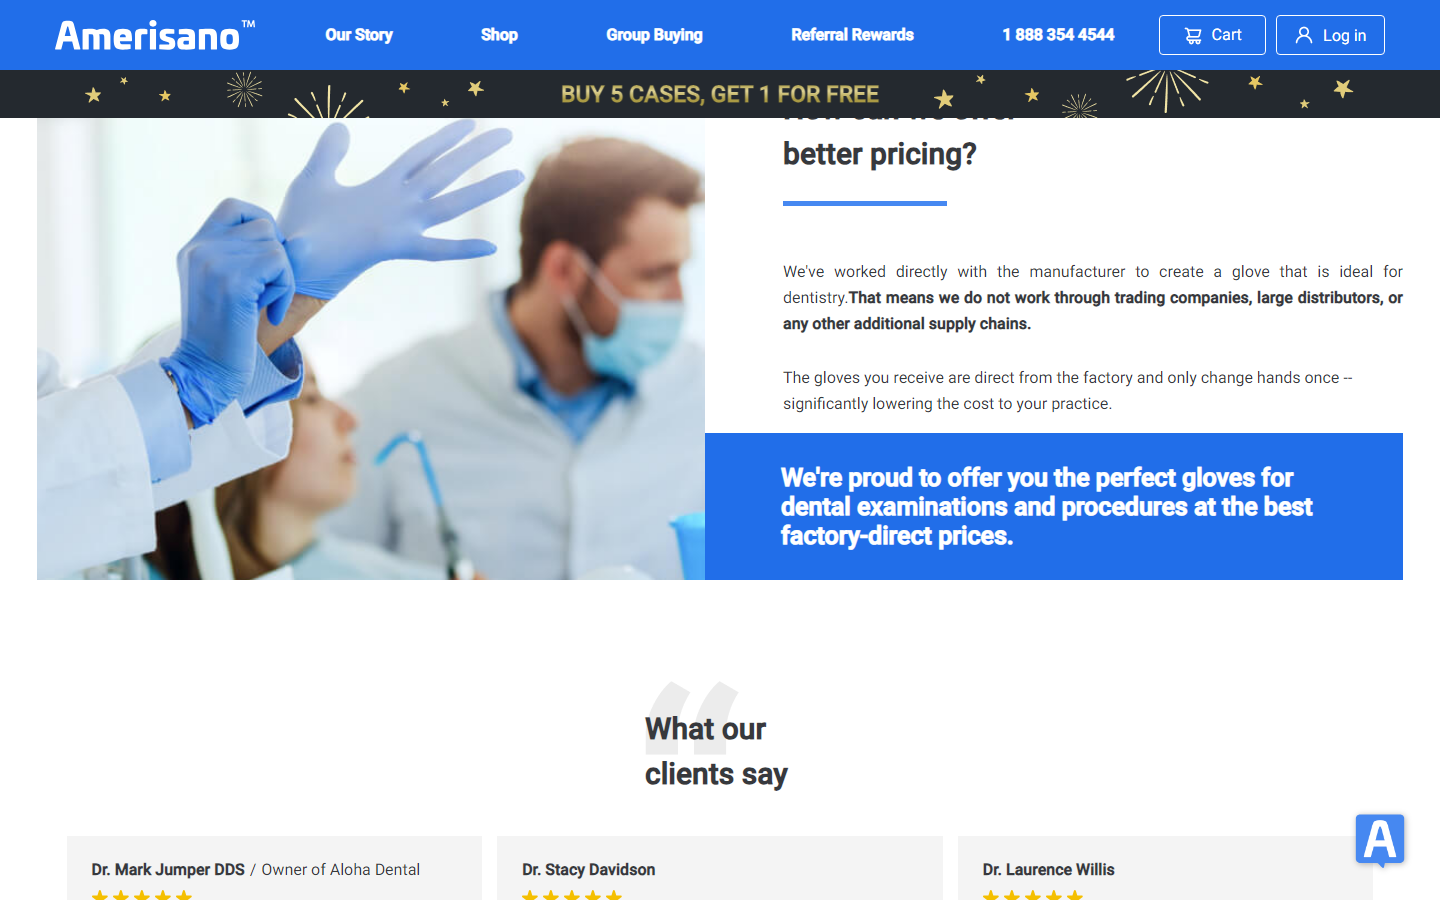 Amerisano™
Our Story
Shop
Group Buying
Referral Rewards
1 888 354 4544
Cart
Log in
BUY 5 CASES, GET 1 FOR FREE
better pricing?
We've worked directly with the manufacturer to create a glove that is ideal for
dentistry.That means we do not work through trading companies, large distributors, or
any other additional supply chains.
The gloves you receive are direct from the factory and only change hands once --
significantly lowering the cost to your practice.
We're proud to offer you the perfect gloves for
dental examinations and procedures at the best
factory-direct prices.
“
What our
clients say
A
Dr. Mark Jumper DDS / Owner of Aloha Dental
Dr. Stacy Davidson
Dr. Laurence Willis